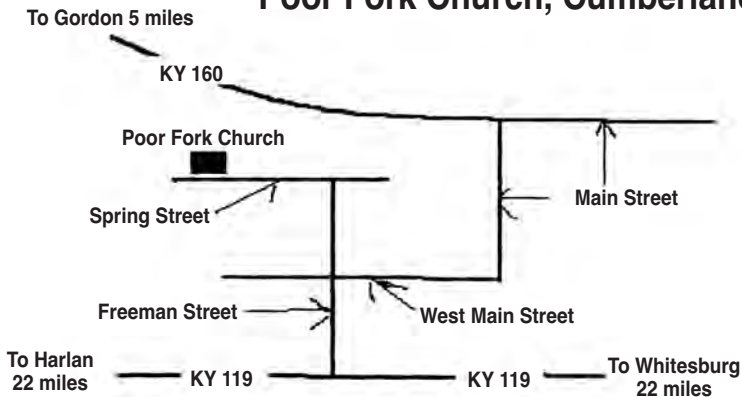 Poor Fork Church, Cumberland
To Gordon 5 miles
KY 160
Poor Fork Church
Spring Street
Main Street
Freeman Street
West Main Street
To Harlan
22 miles
KY 119
KY 119
To Whitesburg
22 miles